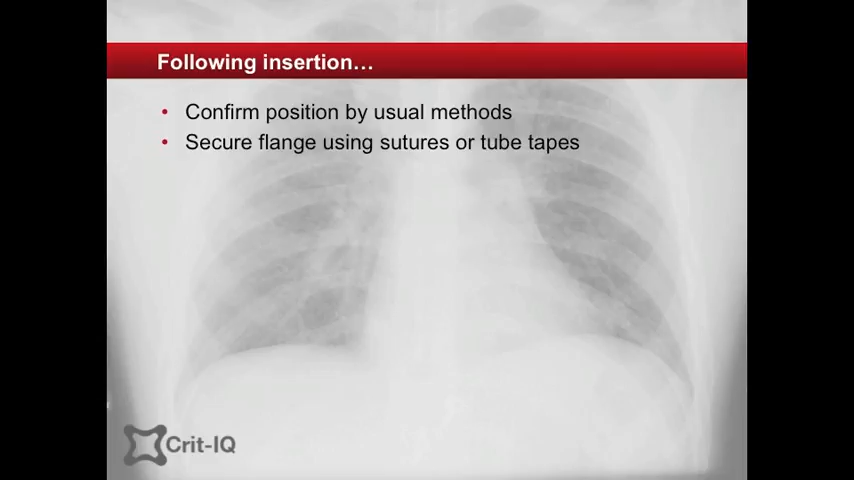 Following insertion...
• Confirm position by usual methods
• Secure flange using sutures or tube tapes
Crit-IQ